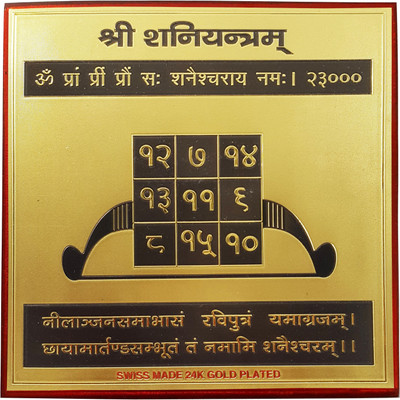 श्री शनियन्त्रम्
ॐ प्रां प्रीं प्रौं सः शनैश्चराय नमः। २३०००
१२ ७ १४
१३ ११ ९
८ १५ १०
नीलाञ्जनसमाभासं रविपुत्रं यमाग्रजम्।
छायामार्तण्डसम्भूतं तं नमामि शनैश्चरम्।।
SWISS MADE 24K GOLD PLATED